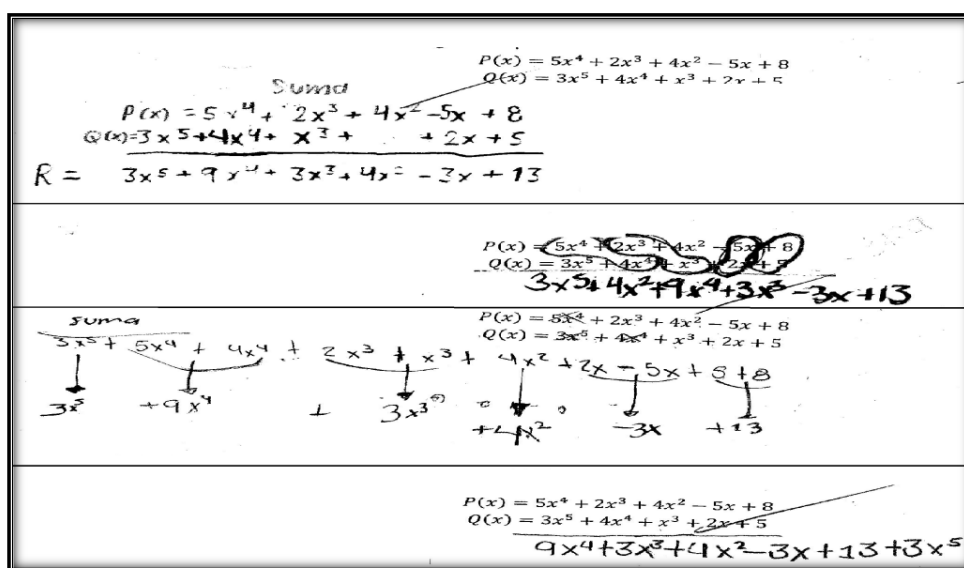 P(x) = 5x⁴ + 2x³ + 4x² − 5x + 8
Q(x) = 3x⁵ + 4x⁴ + x³ + 2x + 5
Suma
P(x) = 5x⁴ + 2x³ + 4x² - 5x + 8
Q(x) = 3x⁵ + 4x⁴ + x³ + + 2x + 5
R = 3x⁵ + 9x⁴ + 3x³ + 4x² - 3x + 13
P(x) = 5x⁴ + 2x³ + 4x² − 5x + 8
Q(x) = 3x⁵ + 4x⁴ + x³ + 2x + 5
3x⁵ + 4x² + 9x⁴ + 3x³ - 3x + 13
P(x) = 5x⁴ + 2x³ + 4x² − 5x + 8
Q(x) = 3x⁵ + 4x⁴ + x³ + 2x + 5
suma
3x⁵ + 5x⁴ + 4x⁴ + 2x³ + x³ + 4x² + 2x - 5x + 5 + 8
3x⁵ + 9x⁴ + 3x³ + 4x² - 3x + 13
P(x) = 5x⁴ + 2x³ + 4x² − 5x + 8
Q(x) = 3x⁵ + 4x⁴ + x³ + 2x + 5
9x⁴ + 3x³ + 4x² - 3x + 13 + 3x⁵